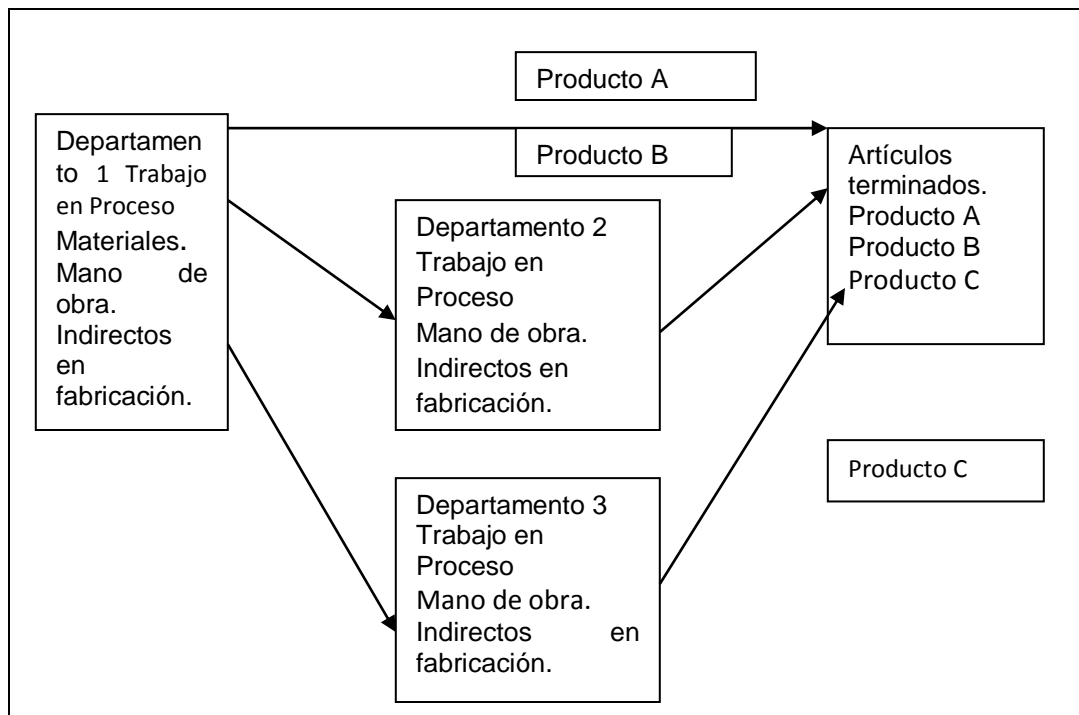 Producto A
Departamen
to 1 Trabajo
en Proceso
Materiales.
Mano de
obra.
Indirectos
en
fabricación.
Producto B
Artículos
terminados.
Producto A
Producto B
Producto C
Departamento 2
Trabajo en
Proceso
Mano de obra.
Indirectos en
fabricación.
Producto C
Departamento 3
Trabajo en
Proceso
Mano de obra.
Indirectos en
fabricación.